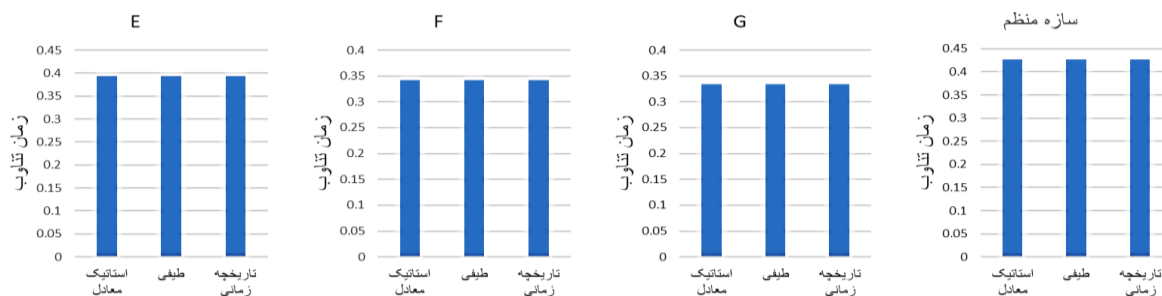 E
زمان تناوب
0.45
0.4
0.35
0.3
0.25
0.2
0.15
0.1
0.05
0
استاتیک معادل
طیفی
تاریخچه زمانی
F
زمان تناوب
0.4
0.35
0.3
0.25
0.2
0.15
0.1
0.05
0
استاتیک معادل
طیفی
تاریخچه زمانی
G
زمان تناوب
0.4
0.35
0.3
0.25
0.2
0.15
0.1
0.05
0
استاتیک معادل
طیفی
تاریخچه زمانی
سازه منظم
زمان تناوب
0.45
0.4
0.35
0.3
0.25
0.2
0.15
0.1
0.05
0
استاتیک معادل
طیفی
تاریخچه زمانی